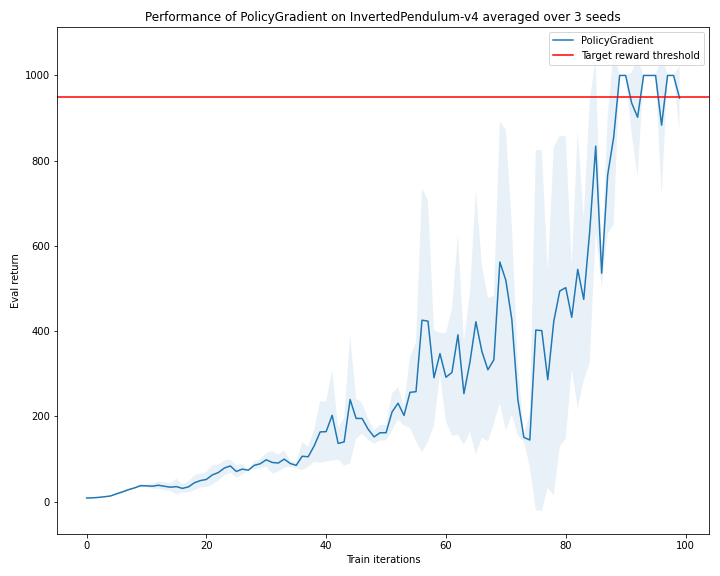 Performance of PolicyGradient on InvertedPendulum-v4 averaged over 3 seeds
PolicyGradient
Target reward threshold
1000
800
600
400
200
0
Eval return
0 20 40 60 80 100
Train iterations